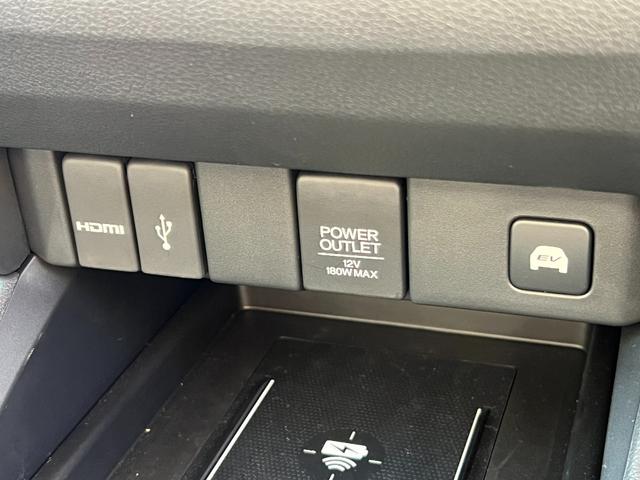 HDMI
POWER
OUTLET
12V
180W MAX
EV